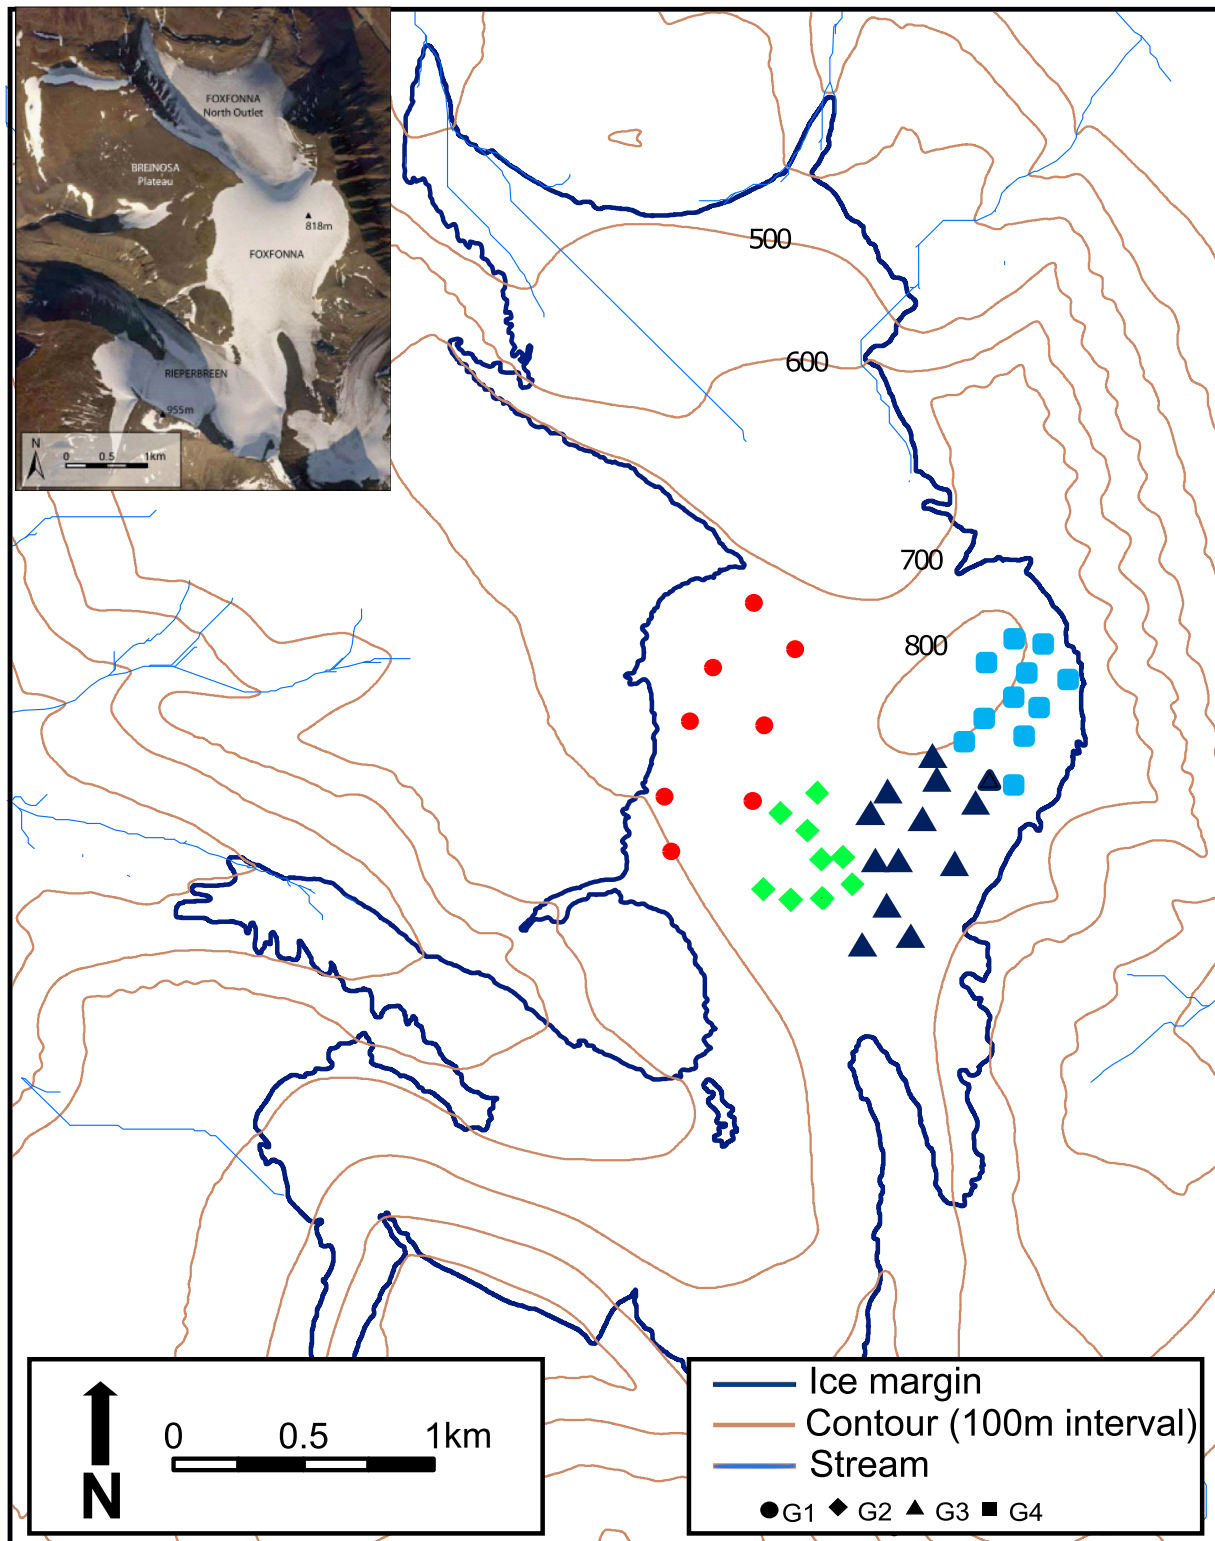 FOXFONNA
North Outlet
BREINOSA
Plateau
818m
FOXFONNA
RIEPERBREEN
955m
N
0 0.5 1km
500
600
700
800
0 0.5 1km
N
Ice margin
Contour (100m interval)
Stream
G1 G2 G3 G4